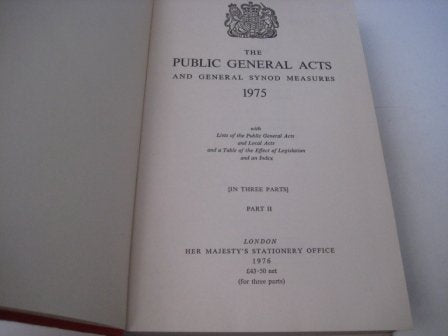 THE
PUBLIC GENERAL ACTS
AND GENERAL SYNOD MEASURES
1975
with
Lists of the Public General Acts
and Local Acts
and a Table of the Effect of Legislation
and an Index
[IN THREE PARTS]
PART II
LONDON
HER MAJESTY'S STATIONERY OFFICE
1976
£43·50 net
(for three parts)